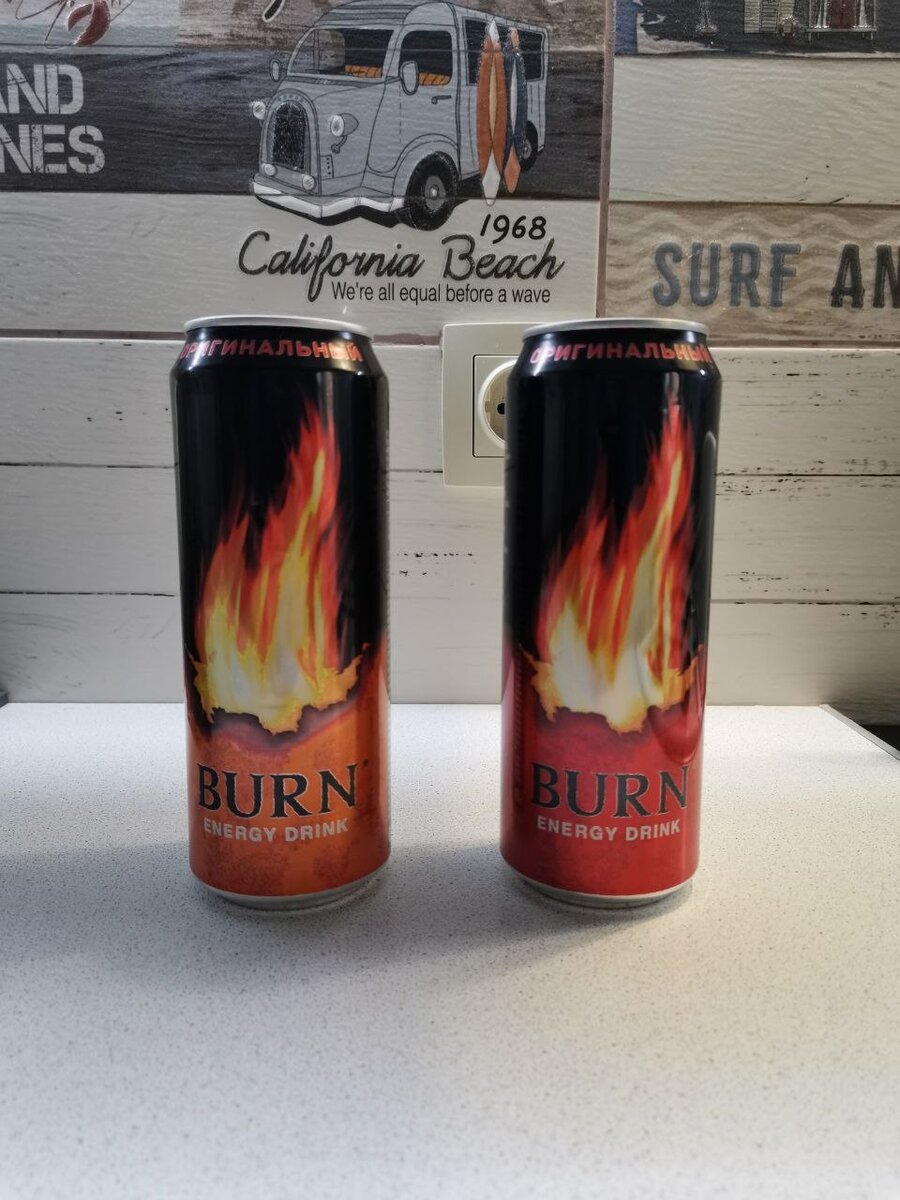 AND
NES
1968
California Beach
We're all equal before a wave
SURF AN
ОРИГИНАЛЬНЫЙ
BURN
ENERGY DRINK
ОРИГИНАЛЬНЫЙ
BURN
ENERGY DRINK